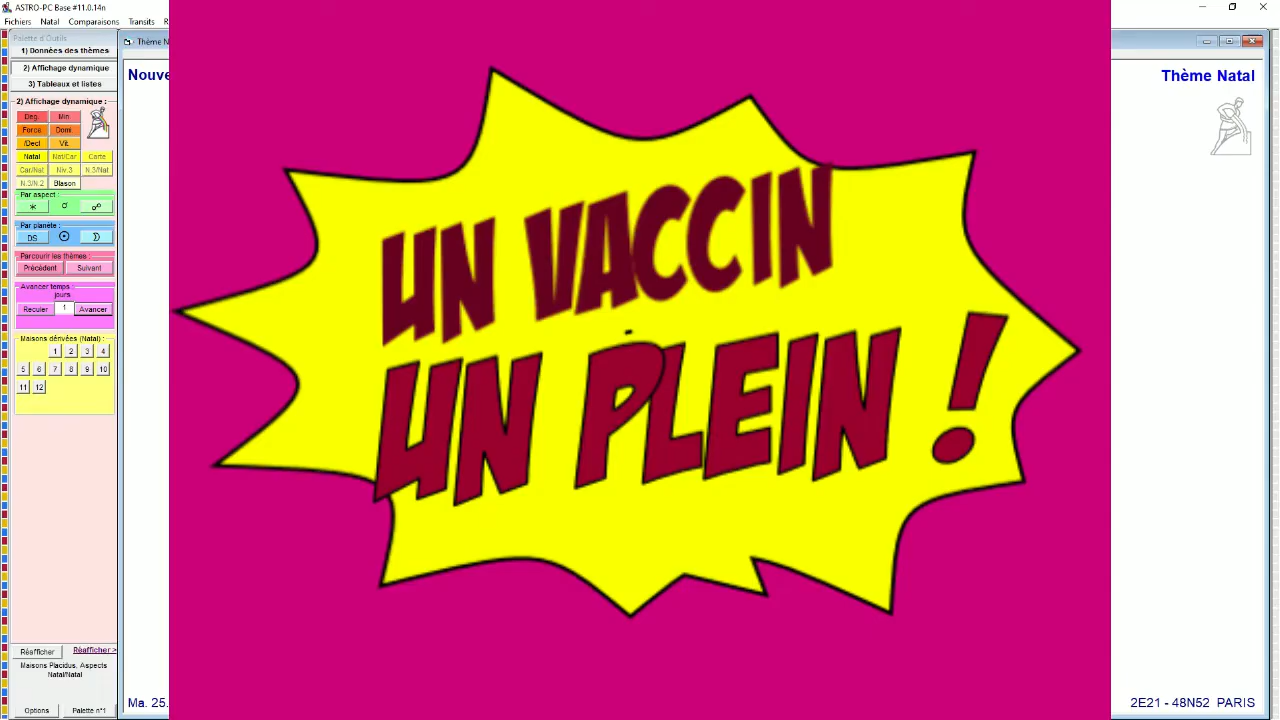 ASTRO-PC Base #11.0.14n
Fichiers Natal Comparaisons Transits R
Palette d'Outils
1) Données des thèmes
2) Affichage dynamique
3) Tableaux et listes
2) Affichage dynamique :
Deg. Min.
Force. Domi.
/Decl Vit.
Natal Nat/Car Carte
Car/Nat Niv.3 N.3/Nat
N.3/N.2 Blason
Par aspect :
Par planète :
DS
Parcourir les thèmes :
Précédent Suivant
Avancer temps :
jours
Reculer 1 Avancer
Maisons dérivées (Natal) :
1 2 3 4
5 6 7 8 9 10
11 12
Réafficher Réafficher >
Maisons Placidus, Aspects
Natal/Natal
Options Palette n°1
Thème N
Nouve
Thème Natal
UN VACCIN
UN PLEIN !
Ma. 25.
2E21 - 48N52 PARIS